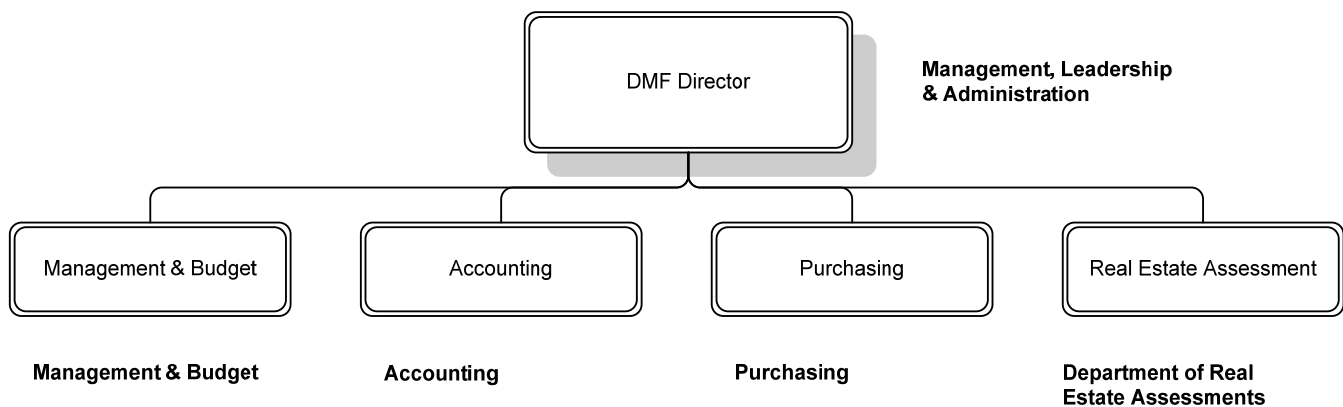 DMF Director
Management, Leadership
& Administration
Management & Budget
Accounting
Purchasing
Real Estate Assessment
Management & Budget
Accounting
Purchasing
Department of Real
Estate Assessments